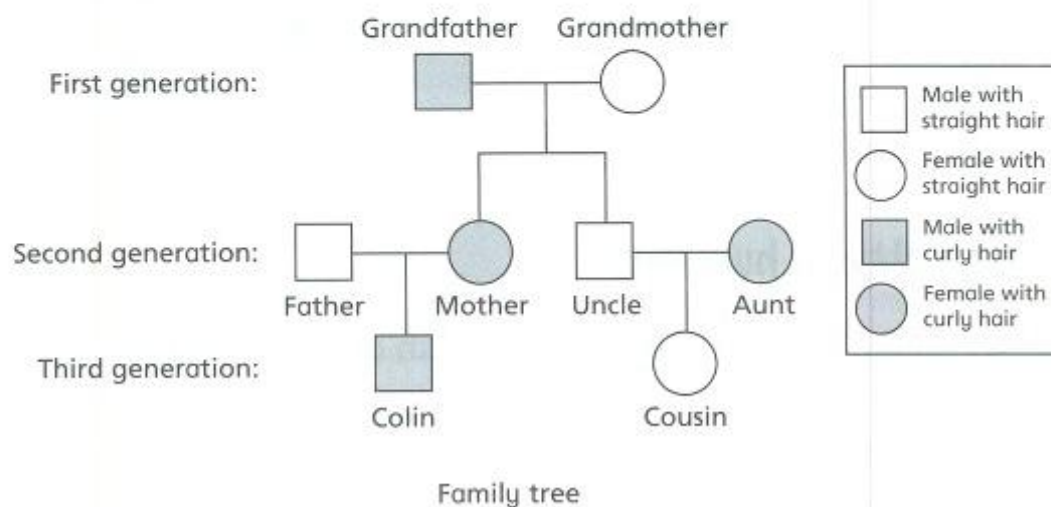 Grandfather Grandmother
First generation:
Male with
straight hair
Female with
straight hair
Second generation:
Male with
curly hair
Father Mother Uncle Aunt
Female with
curly hair
Third generation:
Colin Cousin
Family tree